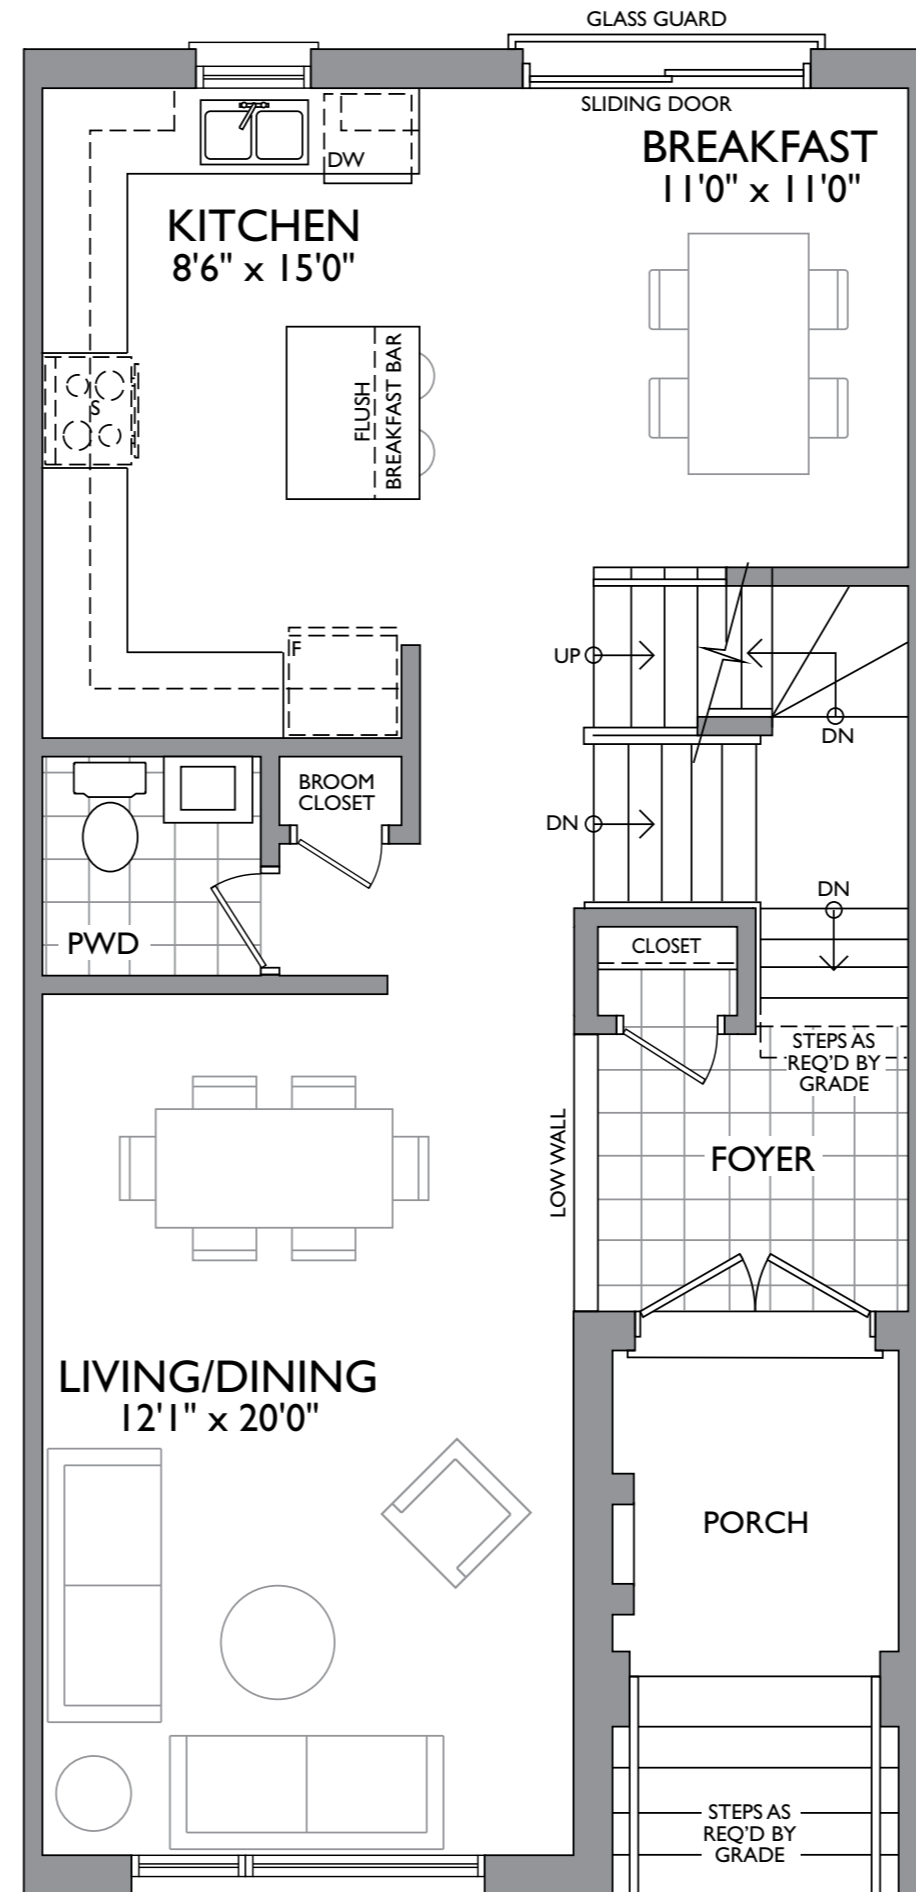 GLASS GUARD
SLIDING DOOR
BREAKFAST
11'0" x 11'0"
DW
KITCHEN
8'6" x 15'0"
S
FLUSH
BREAKFAST BAR
F
UP
DN
BROOM
CLOSET
DN
DN
PWD
CLOSET
STEPS AS
REQ'D BY
GRADE
LOW WALL
FOYER
LIVING/DINING
12'1" x 20'0"
PORCH
STEPS AS
REQ'D BY
GRADE